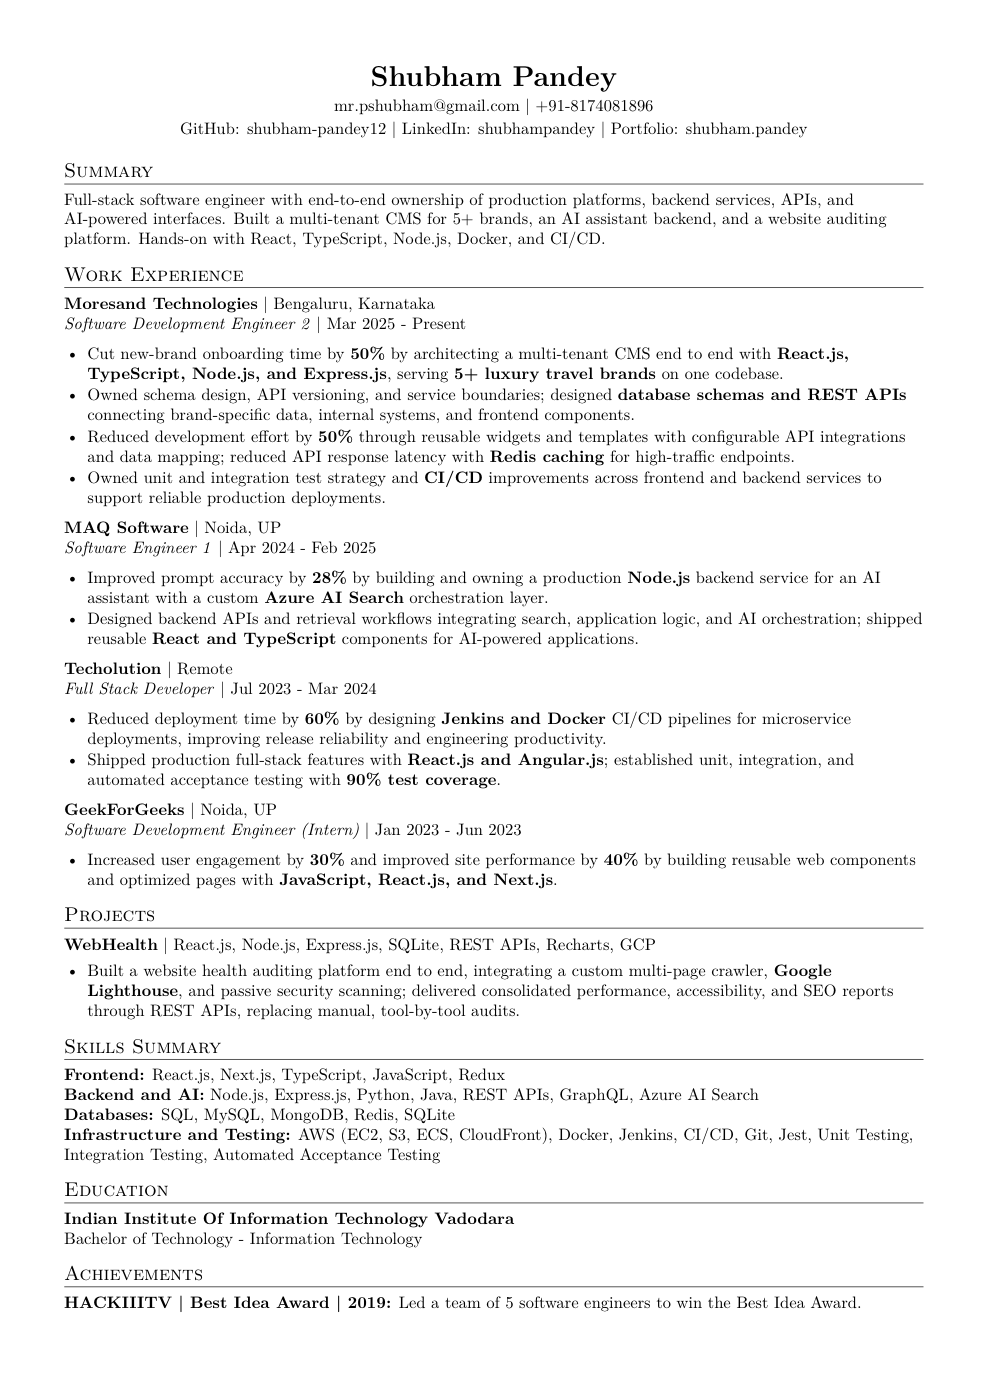 Shubham Pandey
mr.pshubham@gmail.com | +91-8174081896
GitHub: shubham-pandey12 | LinkedIn: shubhampandey | Portfolio: shubham.pandey
Summary
Full-stack software engineer with end-to-end ownership of production platforms, backend services, APIs, and
AI-powered interfaces. Built a multi-tenant CMS for 5+ brands, an AI assistant backend, and a website auditing
platform. Hands-on with React, TypeScript, Node.js, Docker, and CI/CD.
Work Experience
Moresand Technologies | Bengaluru, Karnataka
Software Development Engineer 2 | Mar 2025 - Present
• Cut new-brand onboarding time by 50% by architecting a multi-tenant CMS end to end with React.js,
TypeScript, Node.js, and Express.js, serving 5+ luxury travel brands on one codebase.
• Owned schema design, API versioning, and service boundaries; designed database schemas and REST APIs
connecting brand-specific data, internal systems, and frontend components.
• Reduced development effort by 50% through reusable widgets and templates with configurable API integrations
and data mapping; reduced API response latency with Redis caching for high-traffic endpoints.
• Owned unit and integration test strategy and CI/CD improvements across frontend and backend services to
support reliable production deployments.
MAQ Software | Noida, UP
Software Engineer 1 | Apr 2024 - Feb 2025
• Improved prompt accuracy by 28% by building and owning a production Node.js backend service for an AI
assistant with a custom Azure AI Search orchestration layer.
• Designed backend APIs and retrieval workflows integrating search, application logic, and AI orchestration; shipped
reusable React and TypeScript components for AI-powered applications.
Techolution | Remote
Full Stack Developer | Jul 2023 - Mar 2024
• Reduced deployment time by 60% by designing Jenkins and Docker CI/CD pipelines for microservice
deployments, improving release reliability and engineering productivity.
• Shipped production full-stack features with React.js and Angular.js; established unit, integration, and
automated acceptance testing with 90% test coverage.
GeekForGeeks | Noida, UP
Software Development Engineer (Intern) | Jan 2023 - Jun 2023
• Increased user engagement by 30% and improved site performance by 40% by building reusable web components
and optimized pages with JavaScript, React.js, and Next.js.
Projects
WebHealth | React.js, Node.js, Express.js, SQLite, REST APIs, Recharts, GCP
• Built a website health auditing platform end to end, integrating a custom multi-page crawler, Google
Lighthouse, and passive security scanning; delivered consolidated performance, accessibility, and SEO reports
through REST APIs, replacing manual, tool-by-tool audits.
Skills Summary
Frontend: React.js, Next.js, TypeScript, JavaScript, Redux
Backend and AI: Node.js, Express.js, Python, Java, REST APIs, GraphQL, Azure AI Search
Databases: SQL, MySQL, MongoDB, Redis, SQLite
Infrastructure and Testing: AWS (EC2, S3, ECS, CloudFront), Docker, Jenkins, CI/CD, Git, Jest, Unit Testing,
Integration Testing, Automated Acceptance Testing
Education
Indian Institute Of Information Technology Vadodara
Bachelor of Technology - Information Technology
Achievements
HACKIIITV | Best Idea Award | 2019: Led a team of 5 software engineers to win the Best Idea Award.